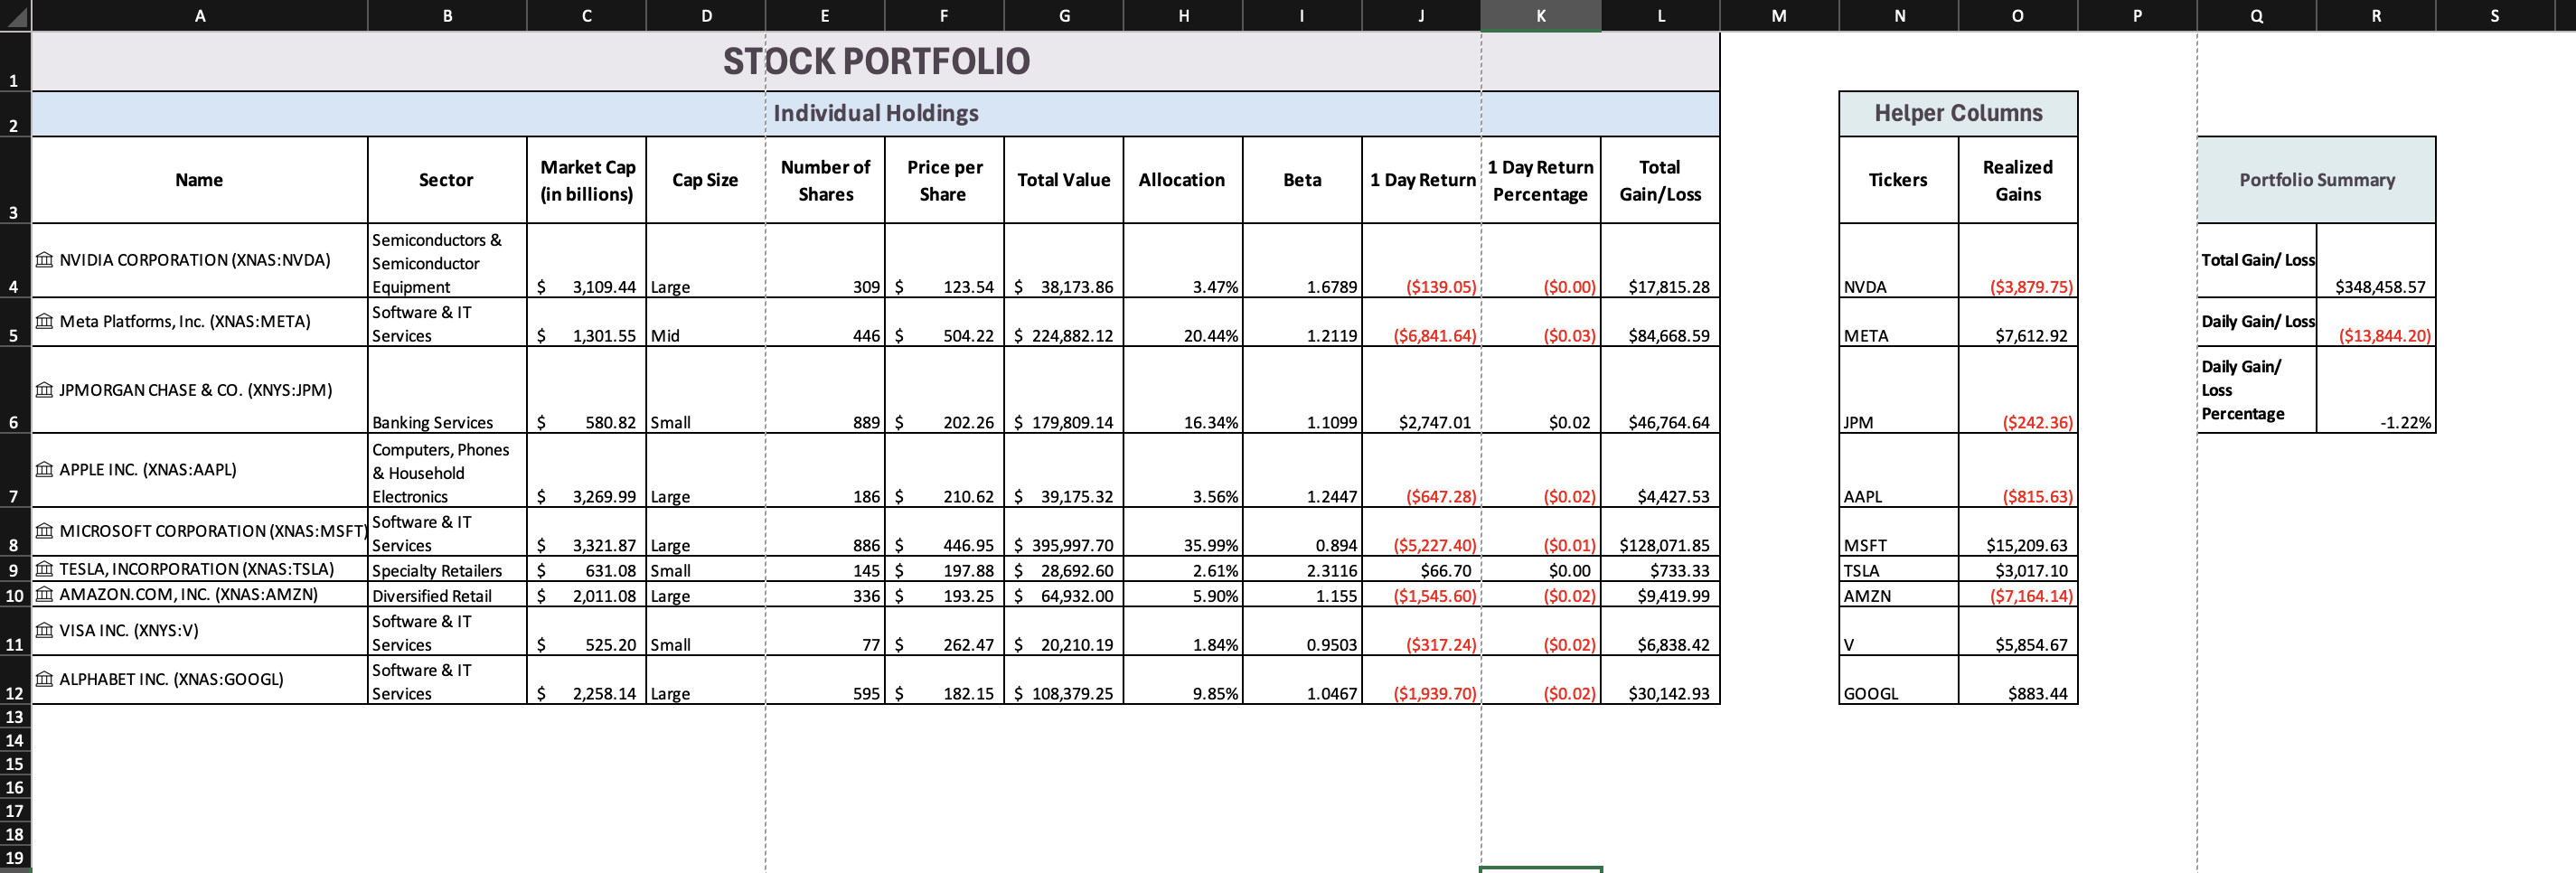 A B C D E F G H I J K L M N O P Q R S
1 STOCK PORTFOLIO
2 Individual Holdings Helper Columns
3 Name Sector Market Cap (in billions) Cap Size Number of Shares Price per Share Total Value Allocation Beta 1 Day Return 1 Day Return Percentage Total Gain/Loss Tickers Realized Gains Portfolio Summary
4 NVIDIA CORPORATION (XNAS:NVDA) Semiconductors & Semiconductor Equipment $ 3,109.44 Large 309 $ 123.54 $ 38,173.86 3.47% 1.6789 ($139.05) ($0.00) $17,815.28 NVDA ($3,879.75) Total Gain/ Loss $348,458.57
5 Meta Platforms, Inc. (XNAS:META) Software & IT Services $ 1,301.55 Mid 446 $ 504.22 $ 224,882.12 20.44% 1.2119 ($6,841.64) ($0.03) $84,668.59 META $7,612.92 Daily Gain/ Loss ($13,844.20)
6 JPMORGAN CHASE & CO. (XNYS:JPM) Banking Services $ 580.82 Small 889 $ 202.26 $ 179,809.14 16.34% 1.1099 $2,747.01 $0.02 $46,764.64 JPM ($242.36) Daily Gain/ Loss Percentage -1.22%
7 APPLE INC. (XNAS:AAPL) Computers, Phones & Household Electronics $ 3,269.99 Large 186 $ 210.62 $ 39,175.32 3.56% 1.2447 ($647.28) ($0.02) $4,427.53 AAPL ($815.63)
8 MICROSOFT CORPORATION (XNAS:MSFT) Software & IT Services $ 3,321.87 Large 886 $ 446.95 $ 395,997.70 35.99% 0.894 ($5,227.40) ($0.01) $128,071.85 MSFT $15,209.63
9 TESLA, INCORPORATION (XNAS:TSLA) Specialty Retailers $ 631.08 Small 145 $ 197.88 $ 28,692.60 2.61% 2.3116 $66.70 $0.00 $733.33 TSLA $3,017.10
10 AMAZON.COM, INC. (XNAS:AMZN) Diversified Retail $ 2,011.08 Large 336 $ 193.25 $ 64,932.00 5.90% 1.155 ($1,545.60) ($0.02) $9,419.99 AMZN ($7,164.14)
11 VISA INC. (XNYS:V) Software & IT Services $ 525.20 Small 77 $ 262.47 $ 20,210.19 1.84% 0.9503 ($317.24) ($0.02) $6,838.42 V $5,854.67
12 ALPHABET INC. (XNAS:GOOGL) Software & IT Services $ 2,258.14 Large 595 $ 182.15 $ 108,379.25 9.85% 1.0467 ($1,939.70) ($0.02) $30,142.93 GOOGL $883.44
13
14
15
16
17
18
19